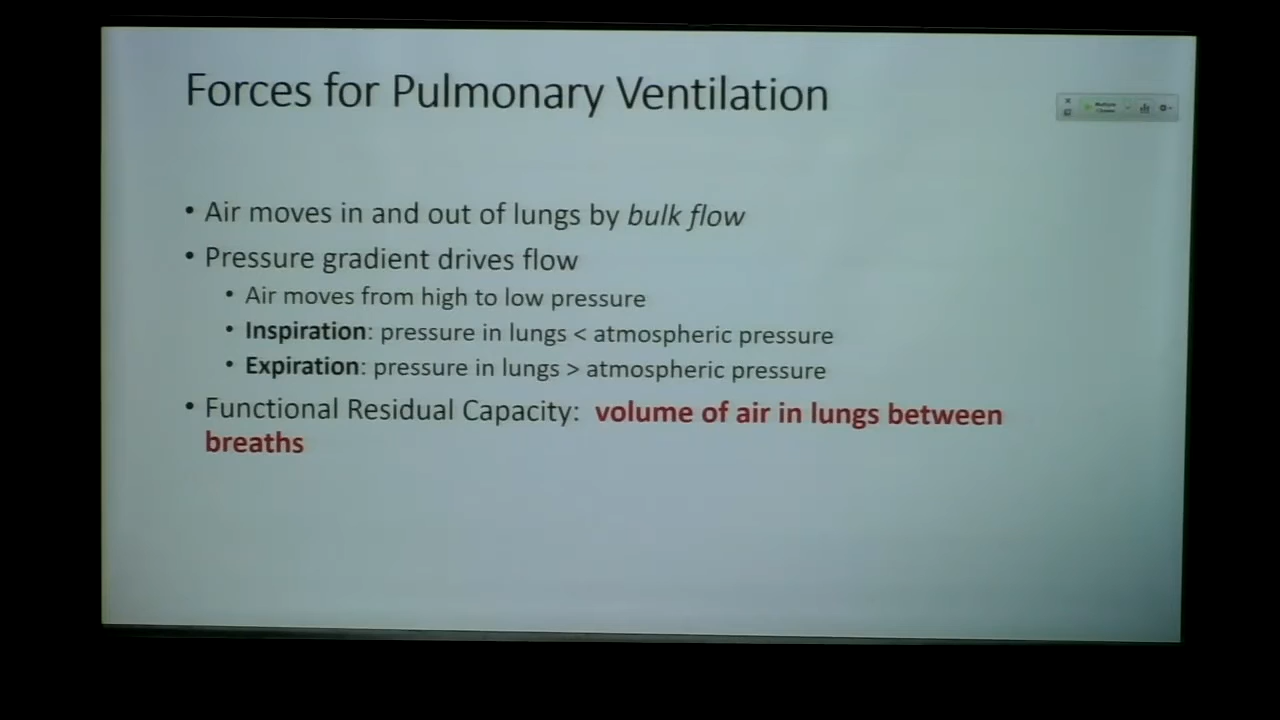 Forces for Pulmonary Ventilation
Multiple
Choice
• Air moves in and out of lungs by bulk flow
• Pressure gradient drives flow
• Air moves from high to low pressure
• Inspiration: pressure in lungs < atmospheric pressure
• Expiration: pressure in lungs > atmospheric pressure
• Functional Residual Capacity: volume of air in lungs between
breaths